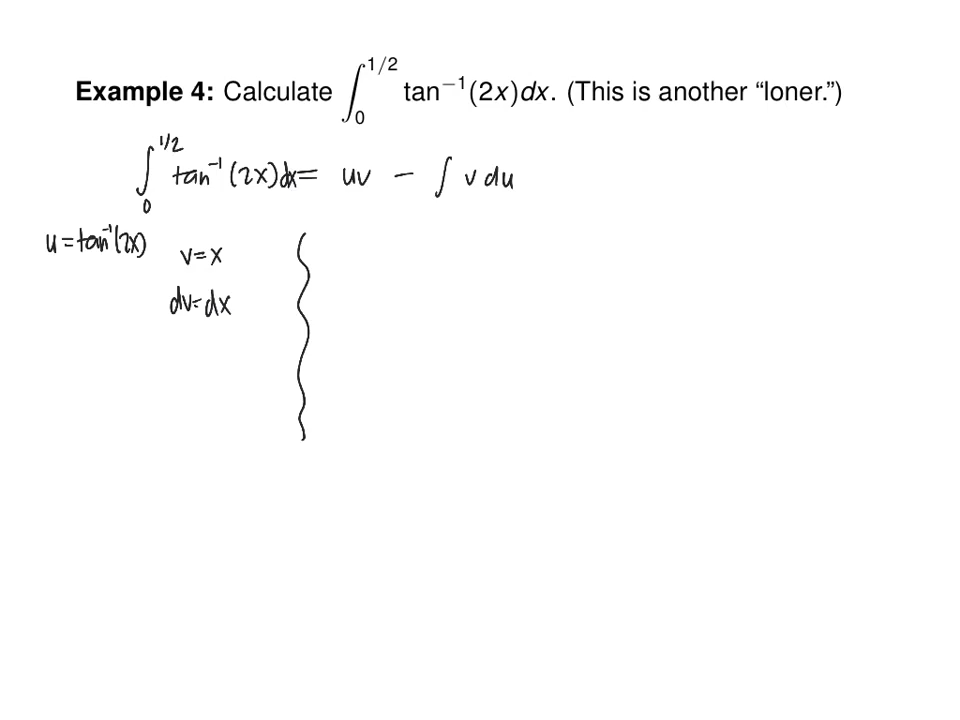 Example 4: Calculate ∫₀^{1/2} tan⁻¹(2x)dx. (This is another “loner.”)
∫₀^{1/2} tan⁻¹(2x)dx = uv − ∫ v du
u = tan⁻¹(2x)
v = x
dv = dx